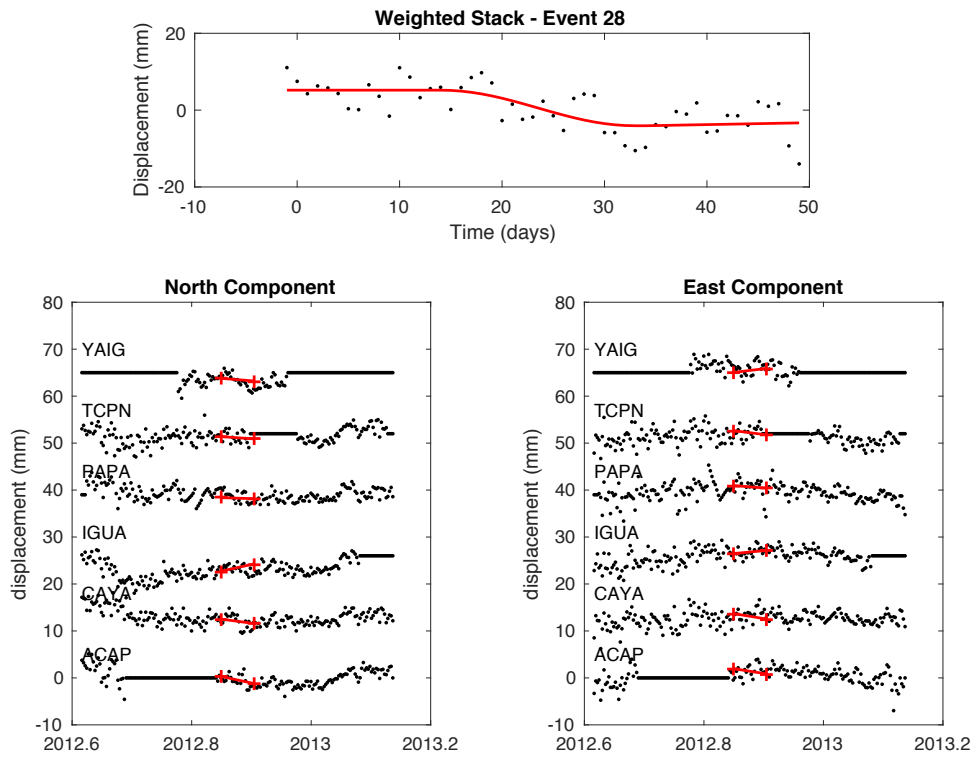 Weighted Stack - Event 28
Displacement (mm)
20
0
-20
-10 0 10 20 30 40 50
Time (days)
North Component
displacement (mm)
80
70
60
50
40
30
20
10
0
-10
YAIG
TCPN
PAPA
IGUA
CAYA
ACAP
2012.6 2012.8 2013 2013.2
East Component
displacement (mm)
80
70
60
50
40
30
20
10
0
-10
YAIG
TCPN
PAPA
IGUA
CAYA
ACAP
2012.6 2012.8 2013 2013.2